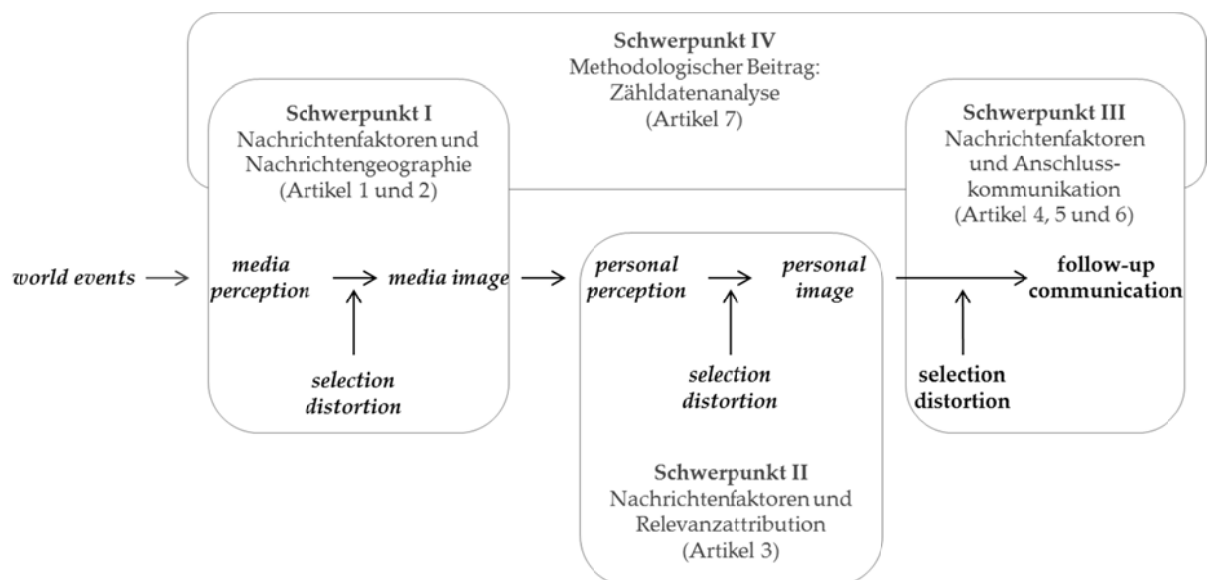 Schwerpunkt IV
Methodologischer Beitrag:
Zähldatenanalyse
(Artikel 7)
Schwerpunkt I
Nachrichtenfaktoren und
Nachrichtengeographie
(Artikel 1 und 2)
Schwerpunkt III
Nachrichtenfaktoren
und Anschluss-
kommunikation
(Artikel 4, 5 und 6)
world events
media
perception
media image
personal
perception
personal
image
follow-up
communication
selection
distortion
selection
distortion
selection
distortion
Schwerpunkt II
Nachrichtenfaktoren und
Relevanzattribution
(Artikel 3)